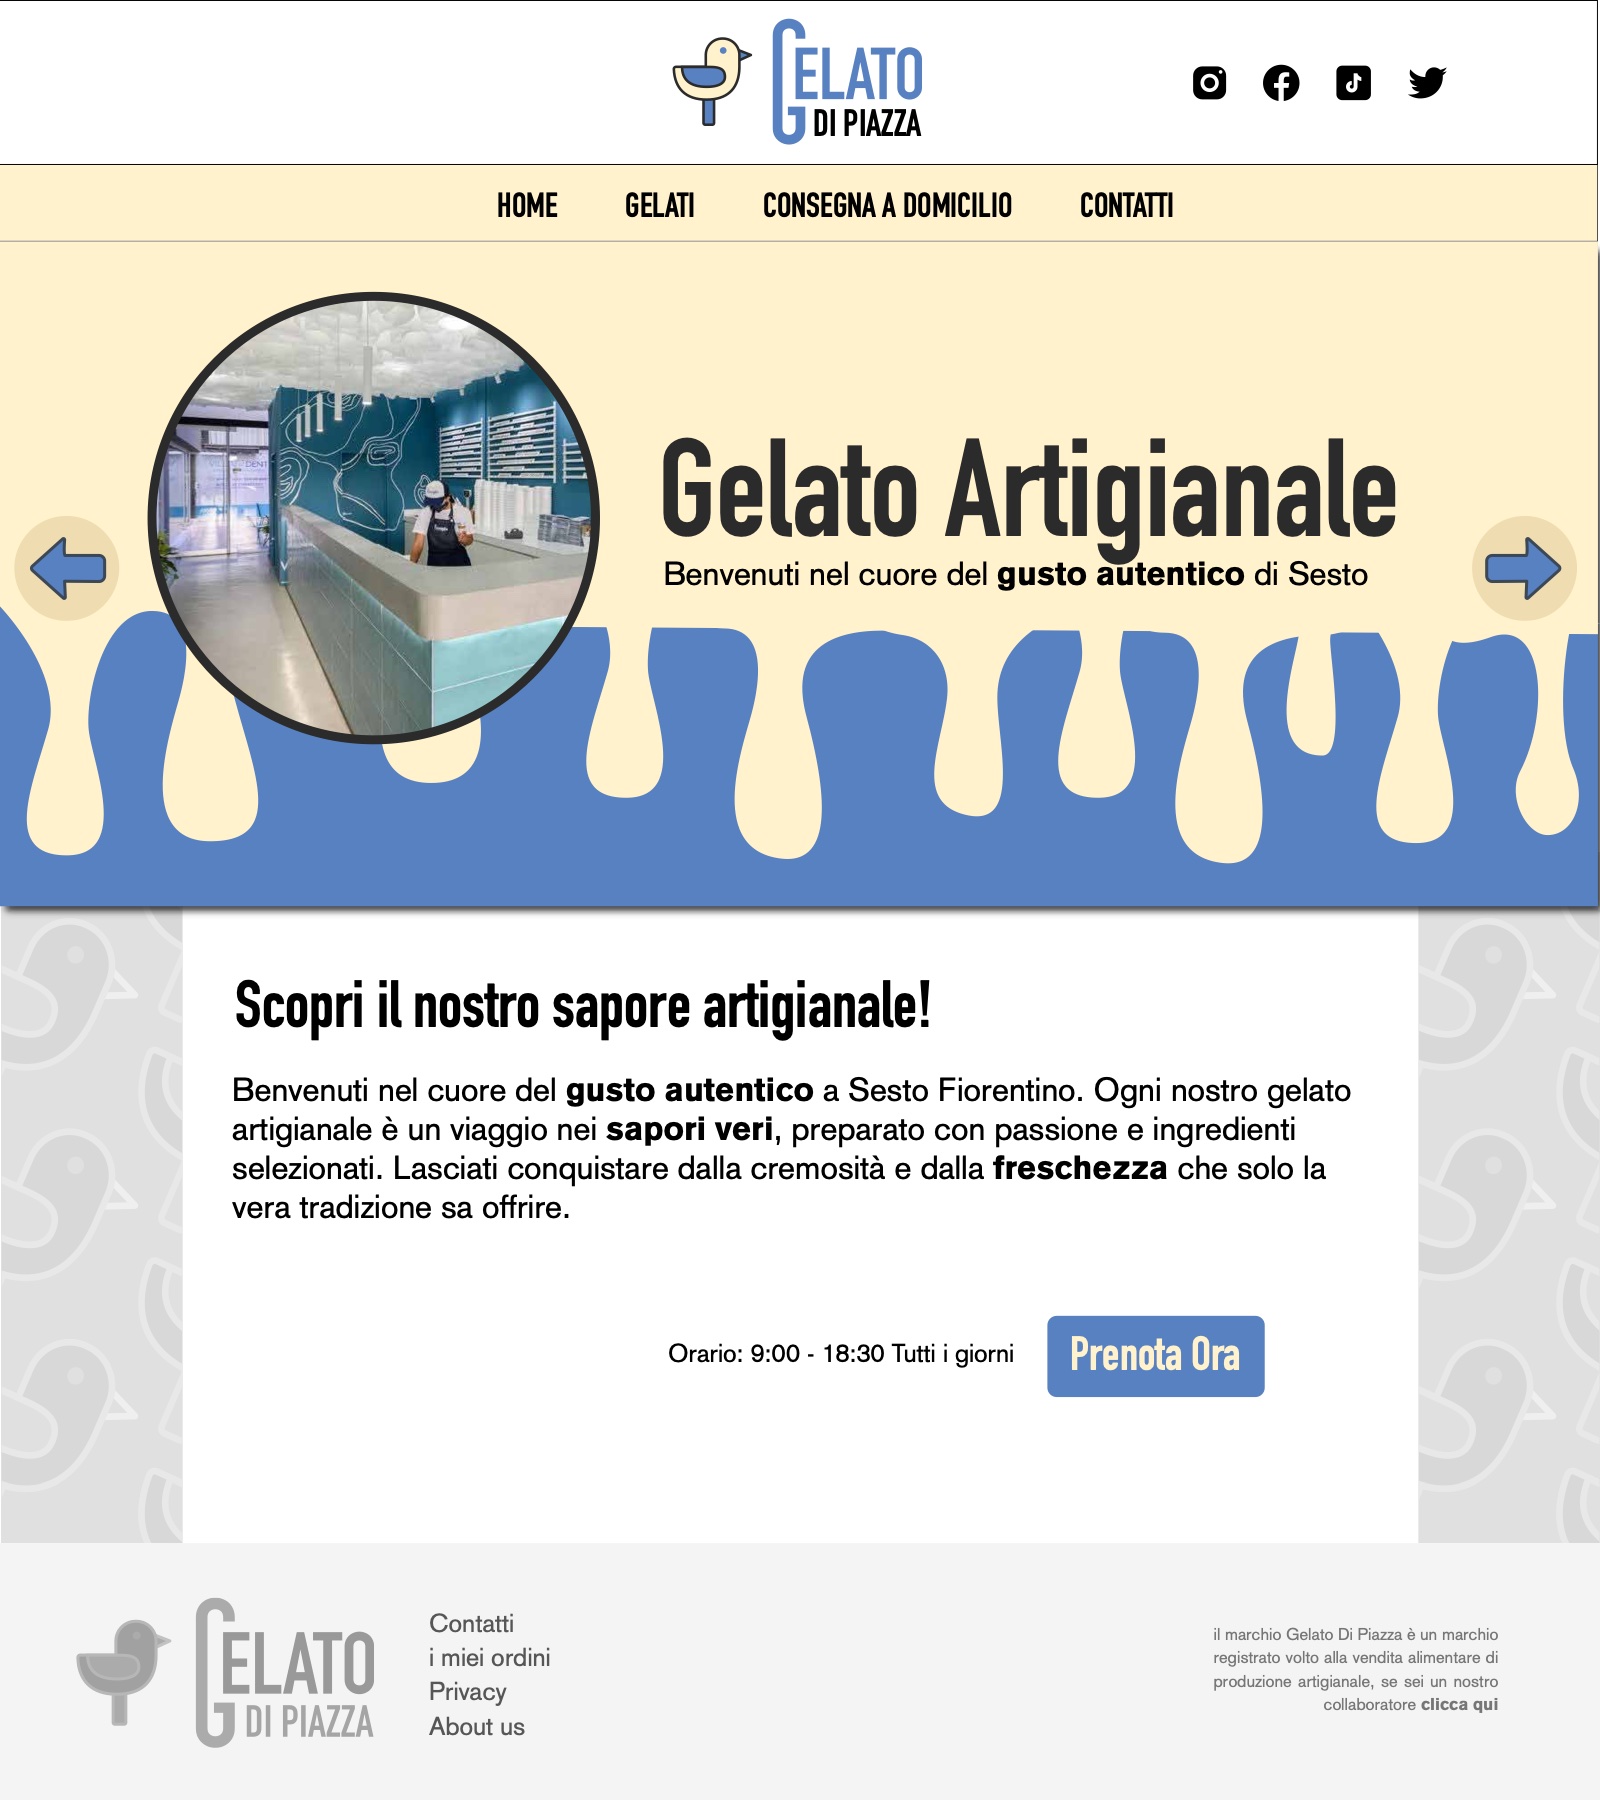 GELATO
DI PIAZZA
HOME GELATI CONSEGNA A DOMICILIO CONTATTI
Gelato Artigianale
Benvenuti nel cuore del gusto autentico di Sesto
Scopri il nostro sapore artigianale!
Benvenuti nel cuore del gusto autentico a Sesto Fiorentino. Ogni nostro gelato
artigianale è un viaggio nei sapori veri, preparato con passione e ingredienti
selezionati. Lasciati conquistare dalla cremosità e dalla freschezza che solo la
vera tradizione sa offrire.
Orario: 9:00 - 18:30 Tutti i giorni
Prenota Ora
GELATO
DI PIAZZA
Contatti
i miei ordini
Privacy
About us
il marchio Gelato Di Piazza è un marchio
registrato volto alla vendita alimentare di
produzione artigianale, se sei un nostro
collaboratore clicca qui